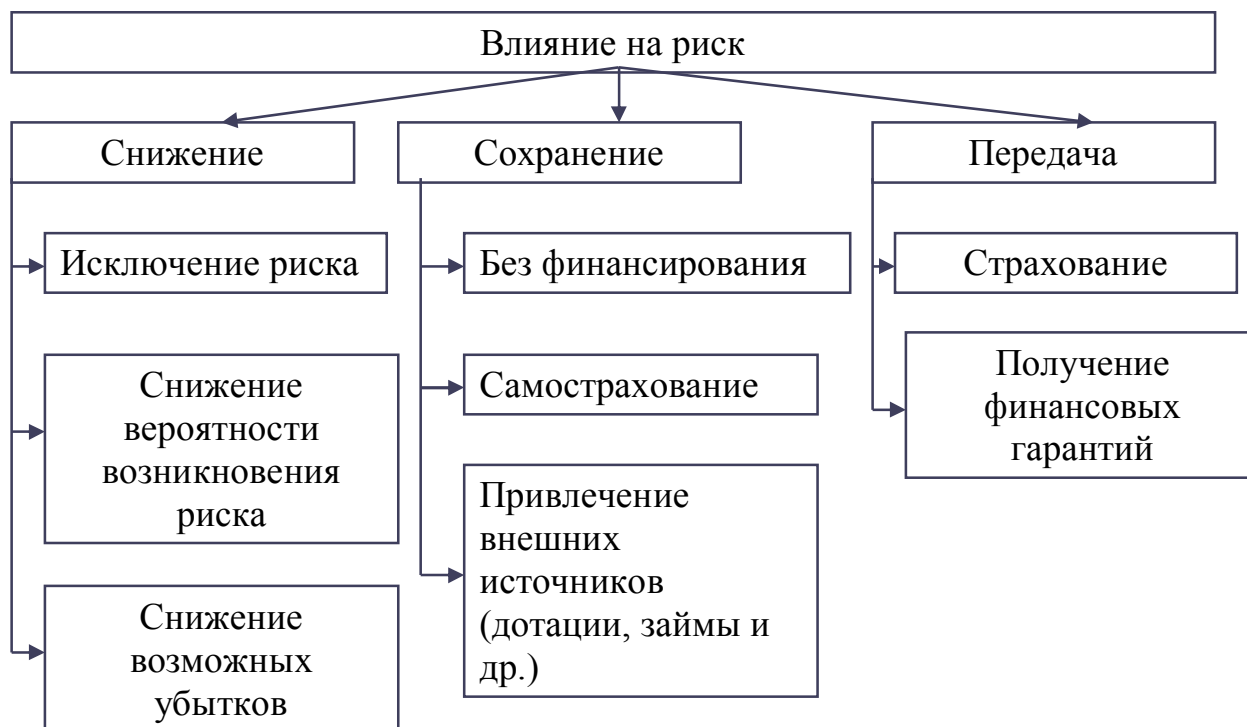 Влияние на риск
Снижение
Сохранение
Передача
Исключение риска
Снижение
вероятности
возникновения
риска
Снижение
возможных
убытков
Без финансирования
Самострахование
Привлечение
внешних
источников
(дотации, займы и
др.)
Страхование
Получение
финансовых
гарантий